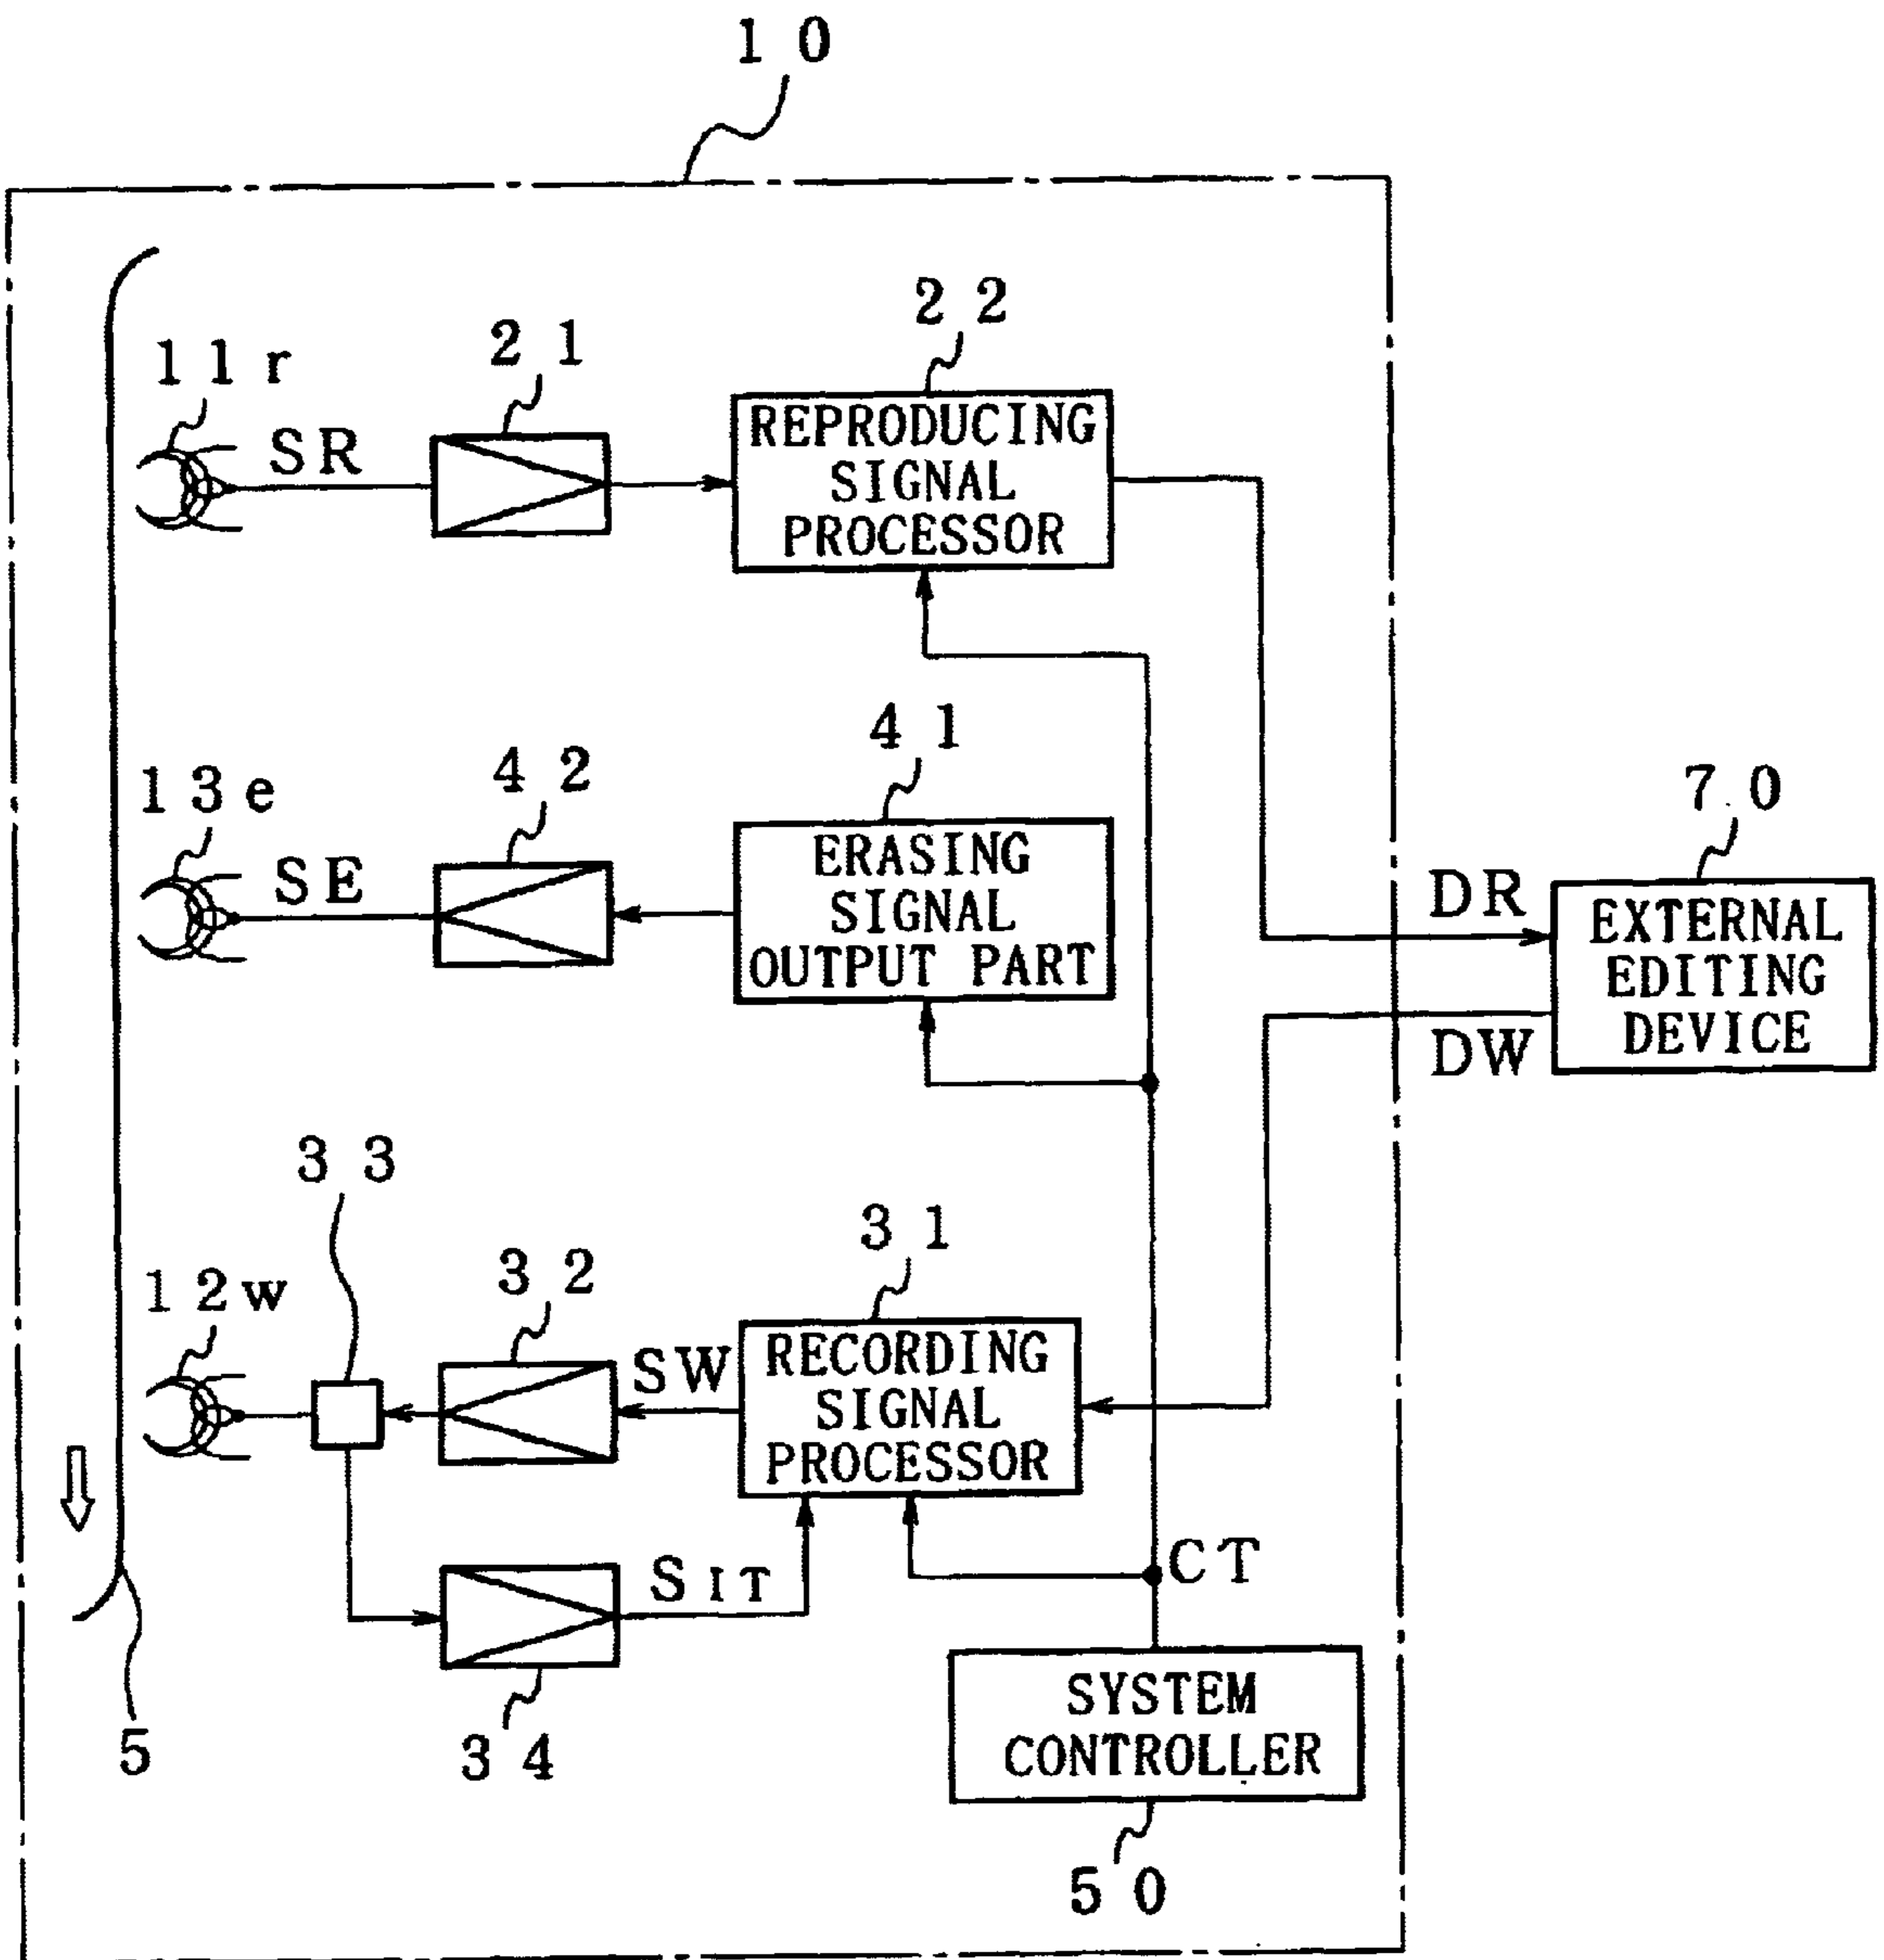 10
22
21
11r
SR
REPRODUCING
SIGNAL
PROCESSOR
41
42
13e
SE
ERASING
SIGNAL
OUTPUT PART
70
DR
EXTERNAL
EDITING
DEVICE
DW
33
31
32
12w
SW
RECORDING
SIGNAL
PROCESSOR
SIT
CT
34
5
SYSTEM
CONTROLLER
50